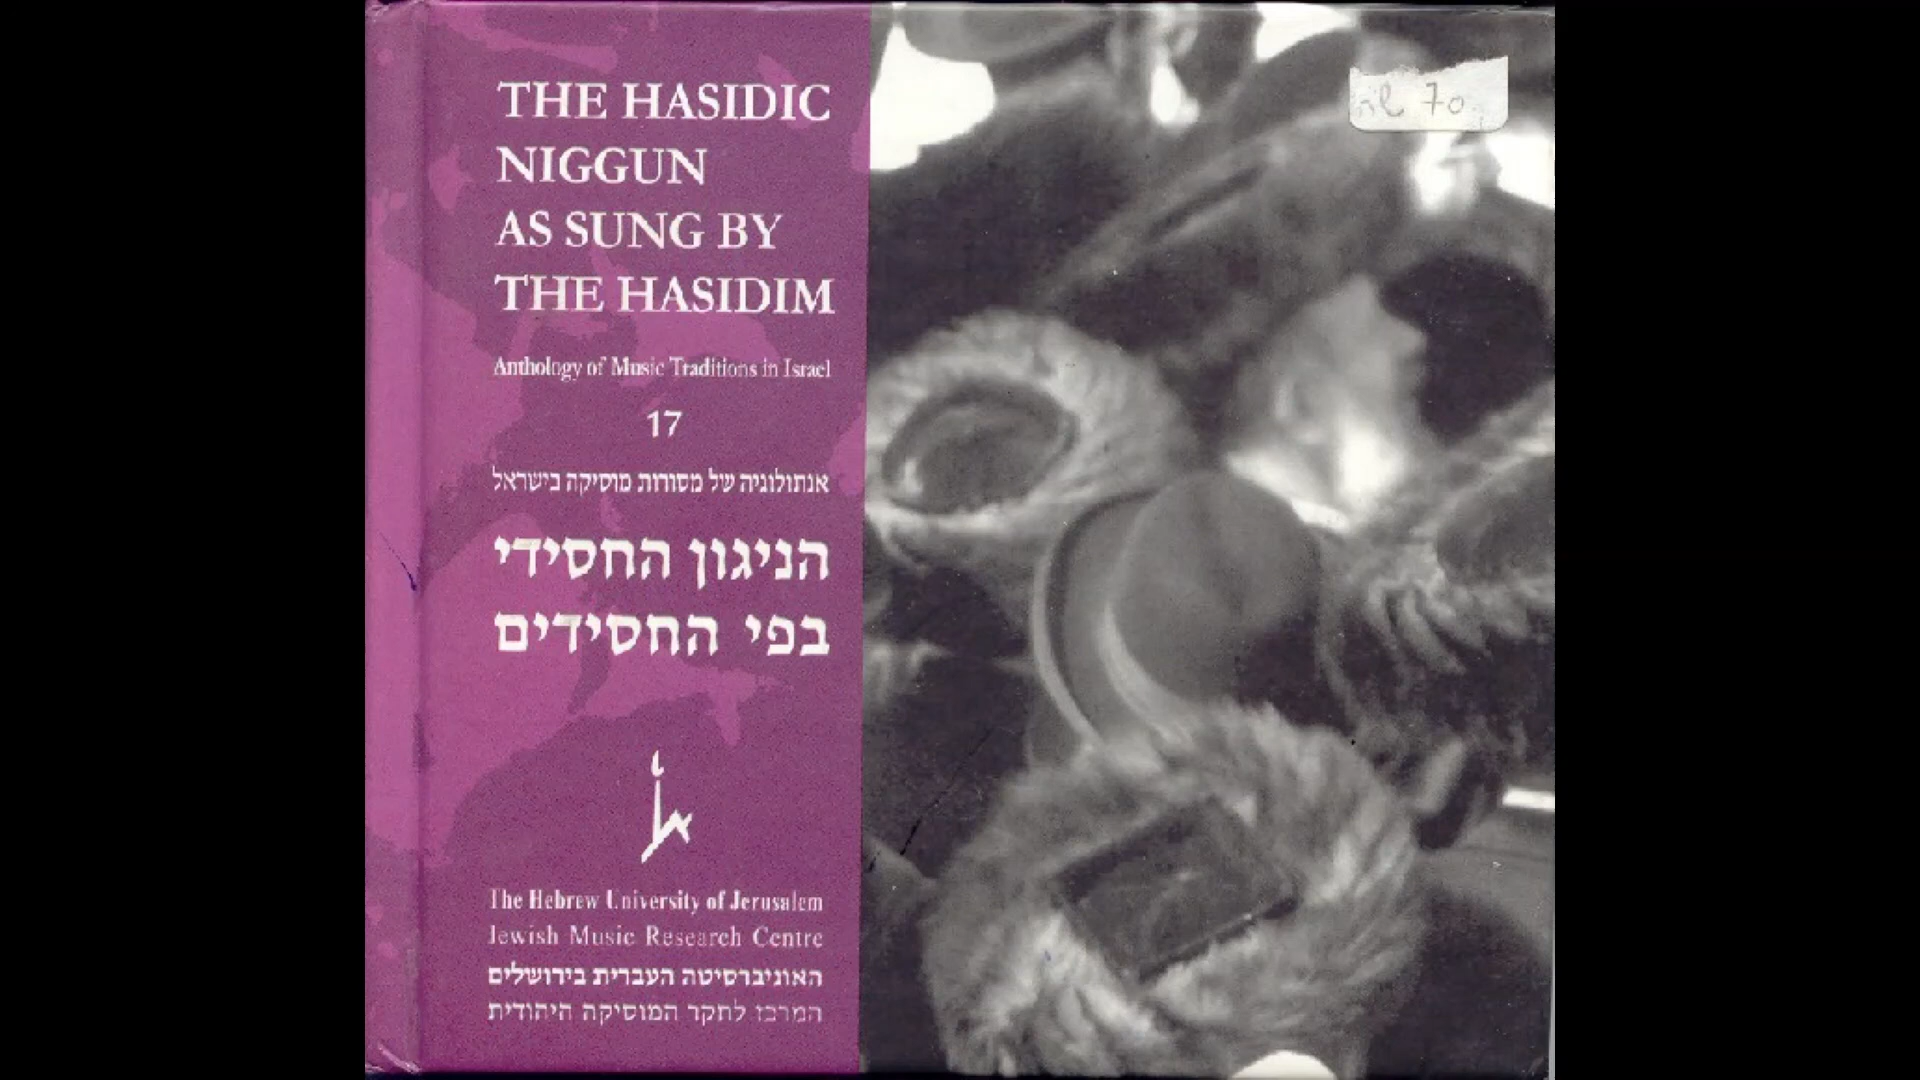 THE HASIDIC
NIGGUN
AS SUNG BY
THE HASIDIM
Anthology of Music Traditions in Israel
17
אנתולוגיה של מסורות מוסיקה בישראל
הניגון החסידי
בפי החסידים
The Hebrew University of Jerusalem
Jewish Music Research Centre
האוניברסיטה העברית בירושלים
המרכז לחקר המוסיקה היהודית
70